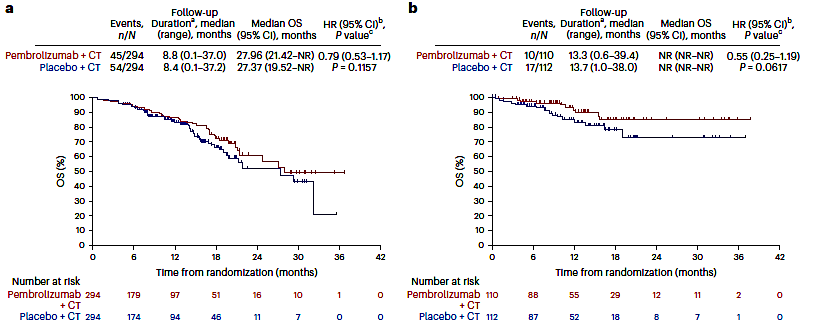 a
Follow-up
Events, Durationᵃ, median Median OS HR (95% CI)ᵇ,
n/N (range), months (95% CI), months P valueᶜ
Pembrolizumab + CT 45/294 8.8 (0.1–37.0) 27.96 (21.42–NR) 0.79 (0.53–1.17)
Placebo + CT 54/294 8.4 (0.1–37.2) 27.37 (19.52–NR) P = 0.1157
100
90
80
70
60
50
40
30
20
10
0
OS (%)
0 6 12 18 24 30 36 42
Time from randomization (months)
Number at risk
Pembrolizumab 294 179 97 51 16 10 1 0
+ CT
Placebo + CT 294 174 94 46 11 7 0 0
b
Follow-up
Events, Durationᵃ, median Median OS HR (95% CI)ᵇ,
n/N (range), months (95% CI), months P valueᶜ
Pembrolizumab + CT 10/110 13.3 (0.6–39.4) NR (NR–NR) 0.55 (0.25–1.19)
Placebo + CT 17/112 13.7 (1.0–38.0) NR (NR–NR) P = 0.0617
100
90
80
70
60
50
40
30
20
10
0
OS (%)
0 6 12 18 24 30 36 42
Time from randomization (months)
Number at risk
Pembrolizumab 110 88 55 29 12 11 2 0
+ CT
Placebo + CT 112 87 52 18 8 7 1 0